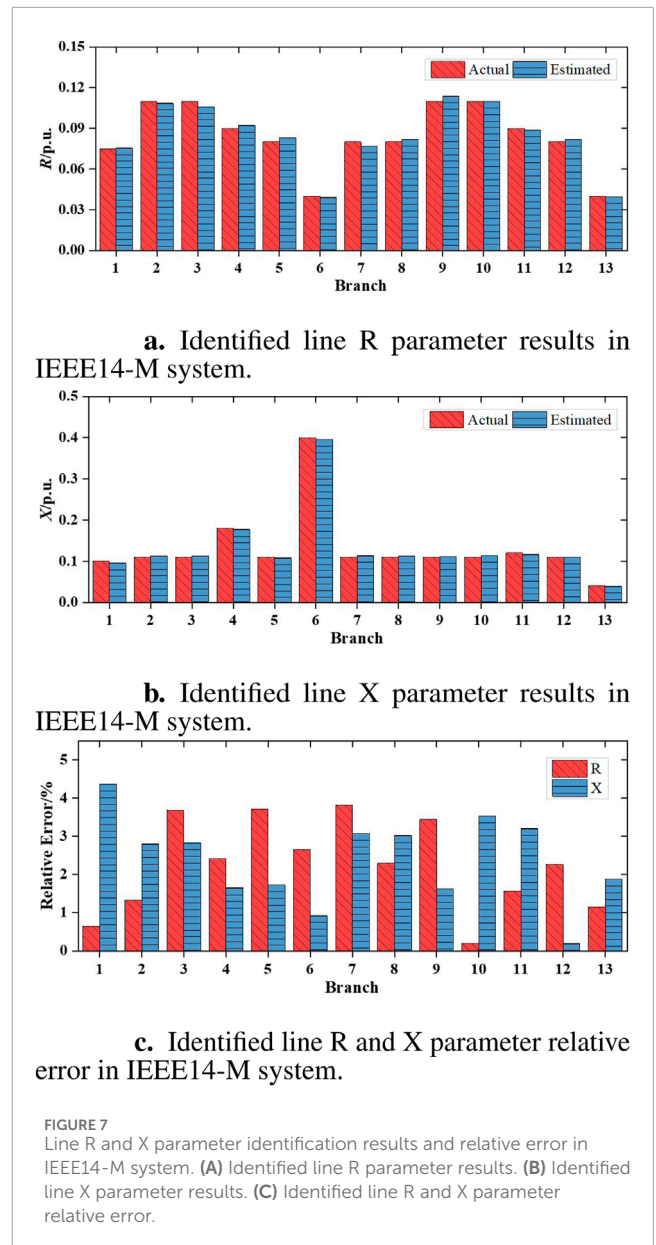 0.15
0.12
0.09
0.06
0.03
0.00
R/p.u.
Actual Estimated
1 2 3 4 5 6 7 8 9 10 11 12 13
Branch
a. Identified line R parameter results in
IEEE14-M system.
0.5
0.4
0.3
0.2
0.1
0.0
X/p.u.
Actual Estimated
1 2 3 4 5 6 7 8 9 10 11 12 13
Branch
b. Identified line X parameter results in
IEEE14-M system.
5
4
3
2
1
0
Relative Error/%
R
X
1 2 3 4 5 6 7 8 9 10 11 12 13
Branch
c. Identified line R and X parameter relative
error in IEEE14-M system.
FIGURE 7
Line R and X parameter identification results and relative error in
IEEE14-M system. (A) Identified line R parameter results. (B) Identified
line X parameter results. (C) Identified line R and X parameter
relative error.